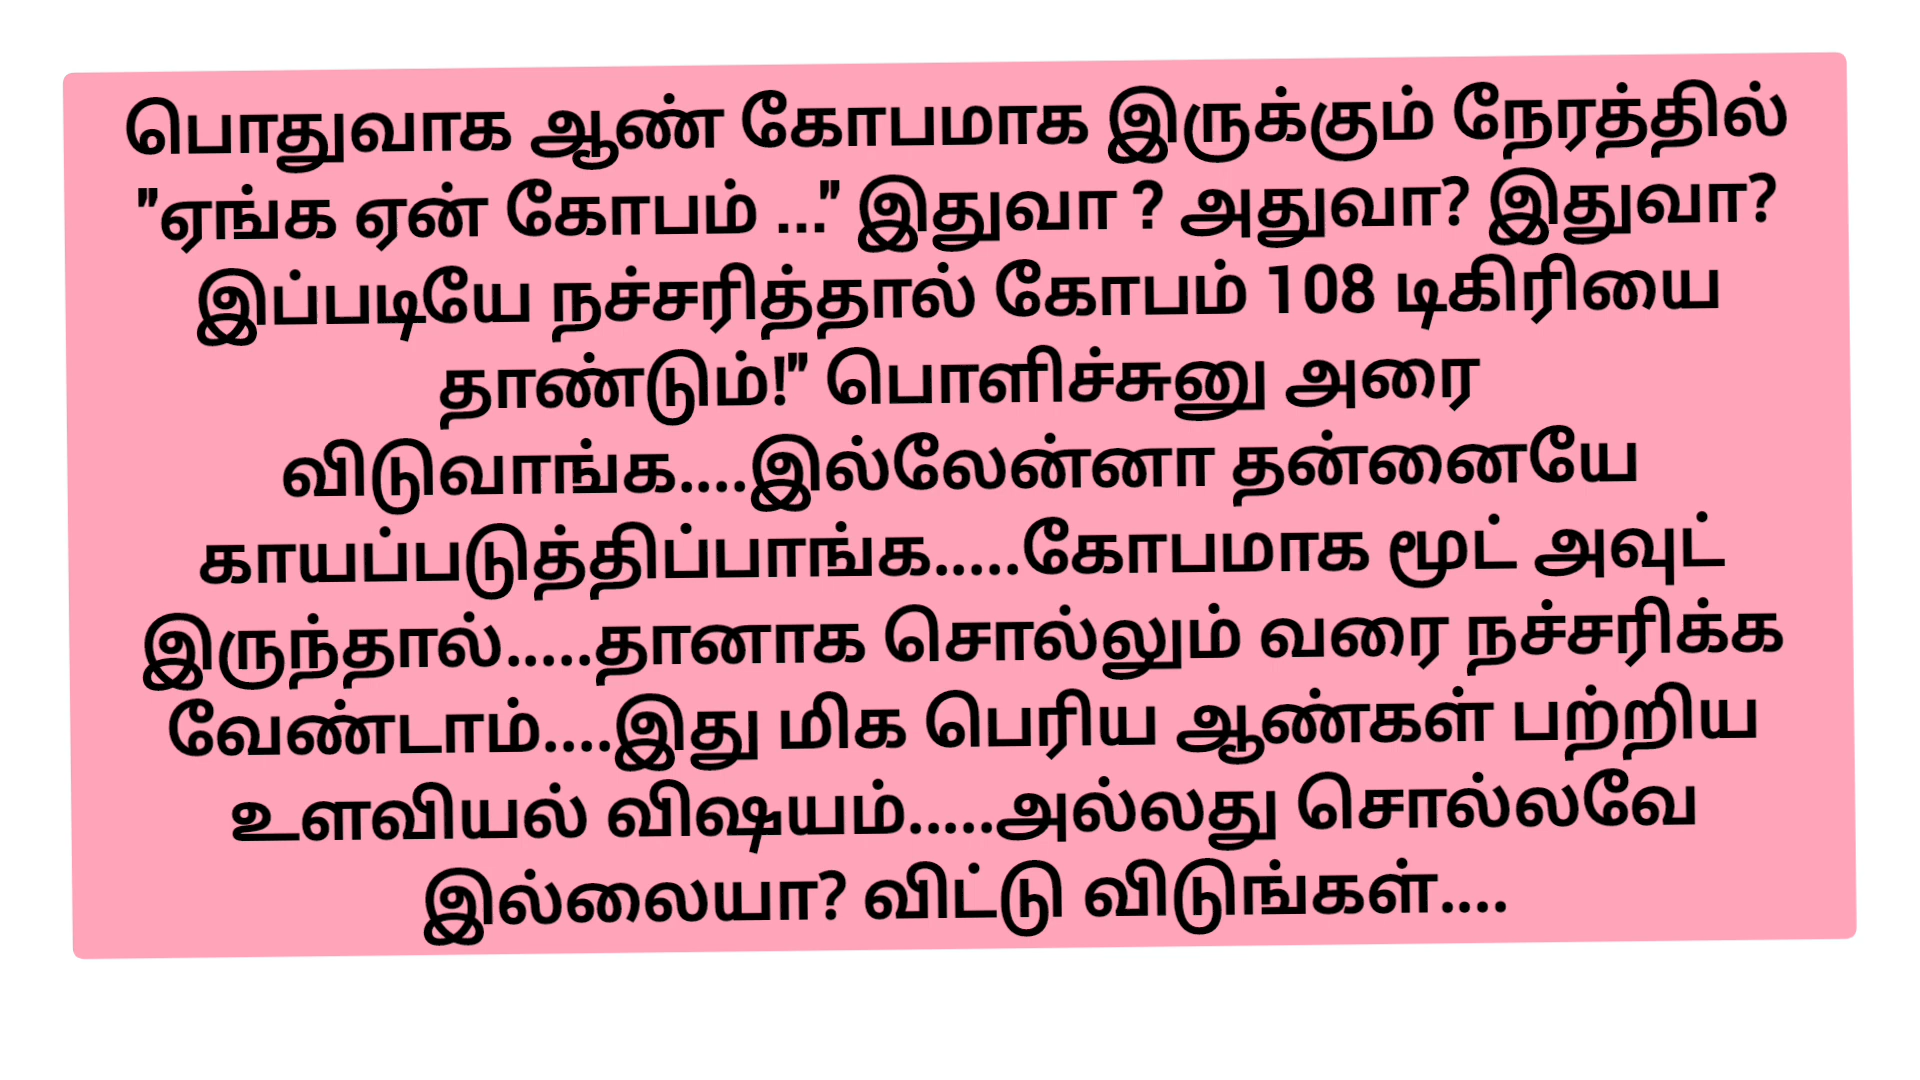 பொதுவாக ஆண் கோபமாக இருக்கும் நேரத்தில்
"ஏங்க ஏன் கோபம் ..." இதுவா ? அதுவா? இதுவா?
இப்படியே நச்சரித்தால் கோபம் 108 டிகிரியை
தாண்டும்!" பொளிச்சுனு அரை
விடுவாங்க....இல்லேன்னா தன்னையே
காயப்படுத்திப்பாங்க.....கோபமாக மூட் அவுட்
இருந்தால்.....தானாக சொல்லும் வரை நச்சரிக்க
வேண்டாம்....இது மிக பெரிய ஆண்கள் பற்றிய
உளவியல் விஷயம்.....அல்லது சொல்லவே
இல்லையா? விட்டு விடுங்கள்....